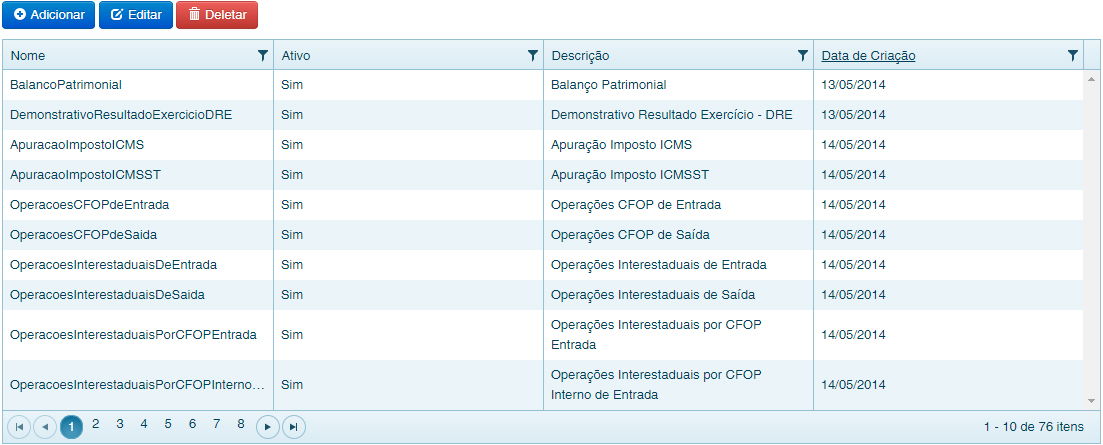 Adicionar Editar Deletar
Nome Ativo Descrição Data de Criação
BalancoPatrimonial Sim Balanço Patrimonial 13/05/2014
DemonstrativoResultadoExercicioDRE Sim Demonstrativo Resultado Exercício - DRE 13/05/2014
ApuracaoImpostoICMS Sim Apuração Imposto ICMS 14/05/2014
ApuracaoImpostoICMSST Sim Apuração Imposto ICMSST 14/05/2014
OperacoesCFOPdeEntrada Sim Operações CFOP de Entrada 14/05/2014
OperacoesCFOPdeSaida Sim Operações CFOP de Saída 14/05/2014
OperacoesInterestaduaisDeEntrada Sim Operações Interestaduais de Entrada 14/05/2014
OperacoesInterestaduaisDeSaida Sim Operações Interestaduais de Saída 14/05/2014
OperacoesInterestaduaisPorCFOPEntrada Sim Operações Interestaduais por CFOP Entrada 14/05/2014
OperacoesInterestaduaisPorCFOPInterno... Sim Operações Interestaduais por CFOP Interno de Entrada 14/05/2014
1 2 3 4 5 6 7 8 1 - 10 de 76 itens